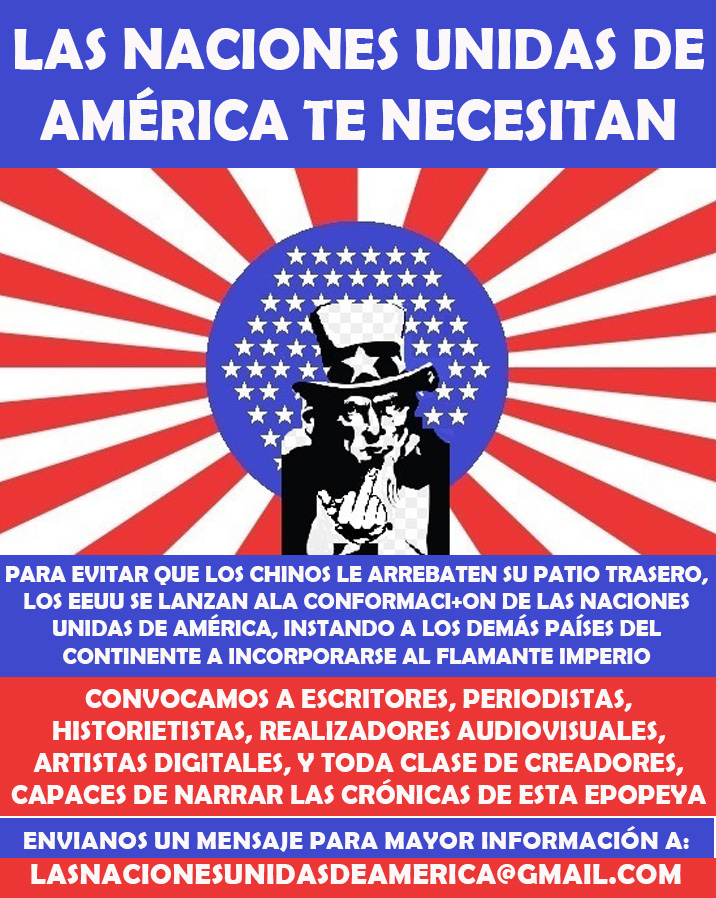 LAS NACIONES UNIDAS DE
AMÉRICA TE NECESITAN
PARA EVITAR QUE LOS CHINOS LE ARREBATEN SU PATIO TRASERO,
LOS EEUU SE LANZAN ALA CONFORMACI+ON DE LAS NACIONES
UNIDAS DE AMÉRICA, INSTANDO A LOS DEMÁS PAÍSES DEL
CONTINENTE A INCORPORARSE AL FLAMANTE IMPERIO
CONVOCAMOS A ESCRITORES, PERIODISTAS,
HISTORIETISTAS, REALIZADORES AUDIOVISUALES,
ARTISTAS DIGITALES, Y TODA CLASE DE CREADORES,
CAPACES DE NARRAR LAS CRÓNICAS DE ESTA EPOPEYA
ENVIANOS UN MENSAJE PARA MAYOR INFORMACIÓN A:
LASNACIONESUNIDASDEAMERICA@GMAIL.COM